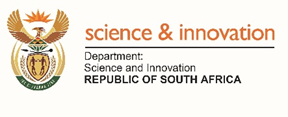 science & innovation
Department:
Science and Innovation
REPUBLIC OF SOUTH AFRICA